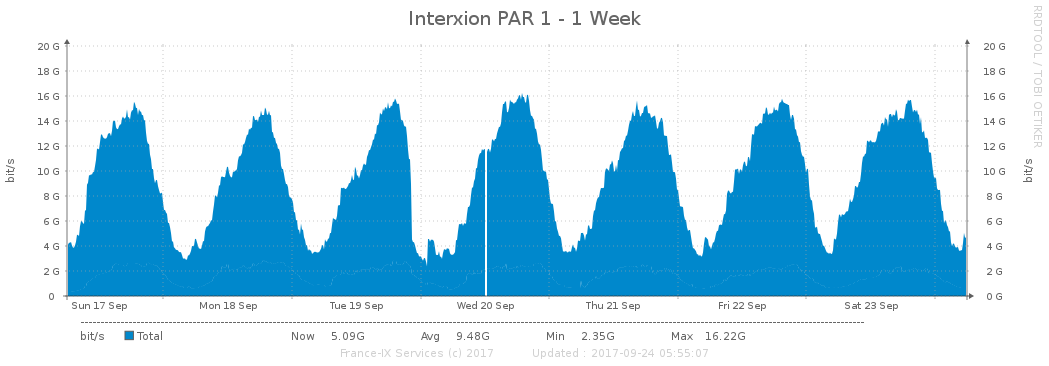 Interxion PAR 1 - 1 Week
RRDTOOL / TOBI OETIKER
20 G 20 G
18 G 18 G
16 G 16 G
14 G 14 G
12 G 12 G
10 G 10 G
8 G 8 G
6 G 6 G
4 G 4 G
2 G 2 G
0 0 G
bit/s
bit/s
Sun 17 Sep Mon 18 Sep Tue 19 Sep Wed 20 Sep Thu 21 Sep Fri 22 Sep Sat 23 Sep
bit/s Total Now 5.09G Avg 9.48G Min 2.35G Max 16.22G
France-IX Services (c) 2017 Updated : 2017-09-24 05:55:07